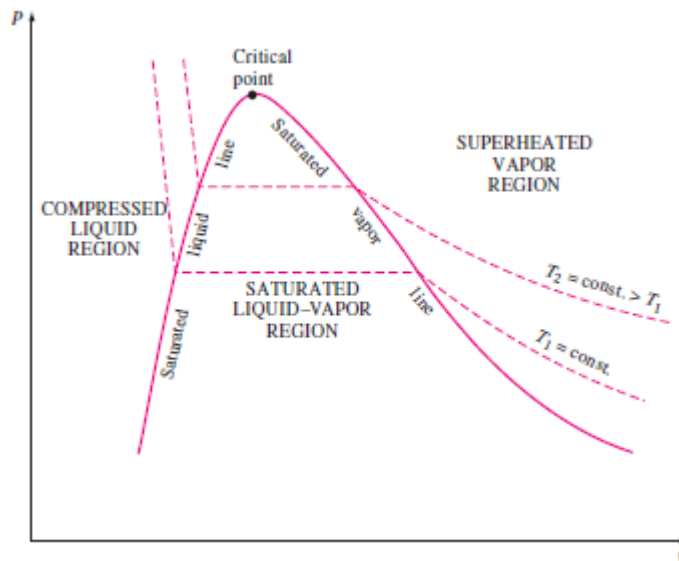 P
Critical
point
SUPERHEATED
VAPOR
REGION
COMPRESSED
LIQUID
REGION
Saturated
liquid
line
Saturated
vapor
line
SATURATED
LIQUID–VAPOR
REGION
T2 = const. > T1
T1 = const.